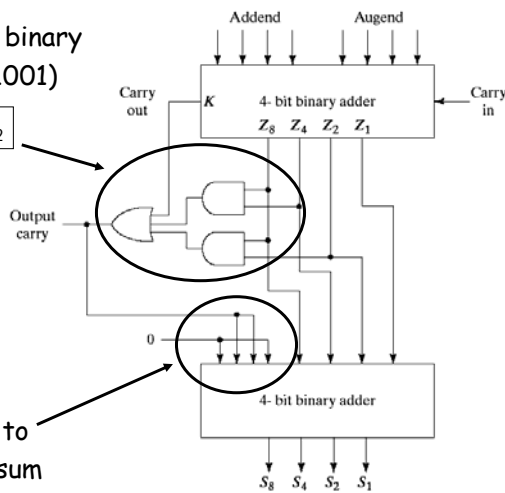 binary
001)
2
Addend Augend
Carry out
K 4- bit binary adder
Carry in
Z8 Z4 Z2 Z1
Output carry
0
4- bit binary adder
to
sum
S8 S4 S2 S1